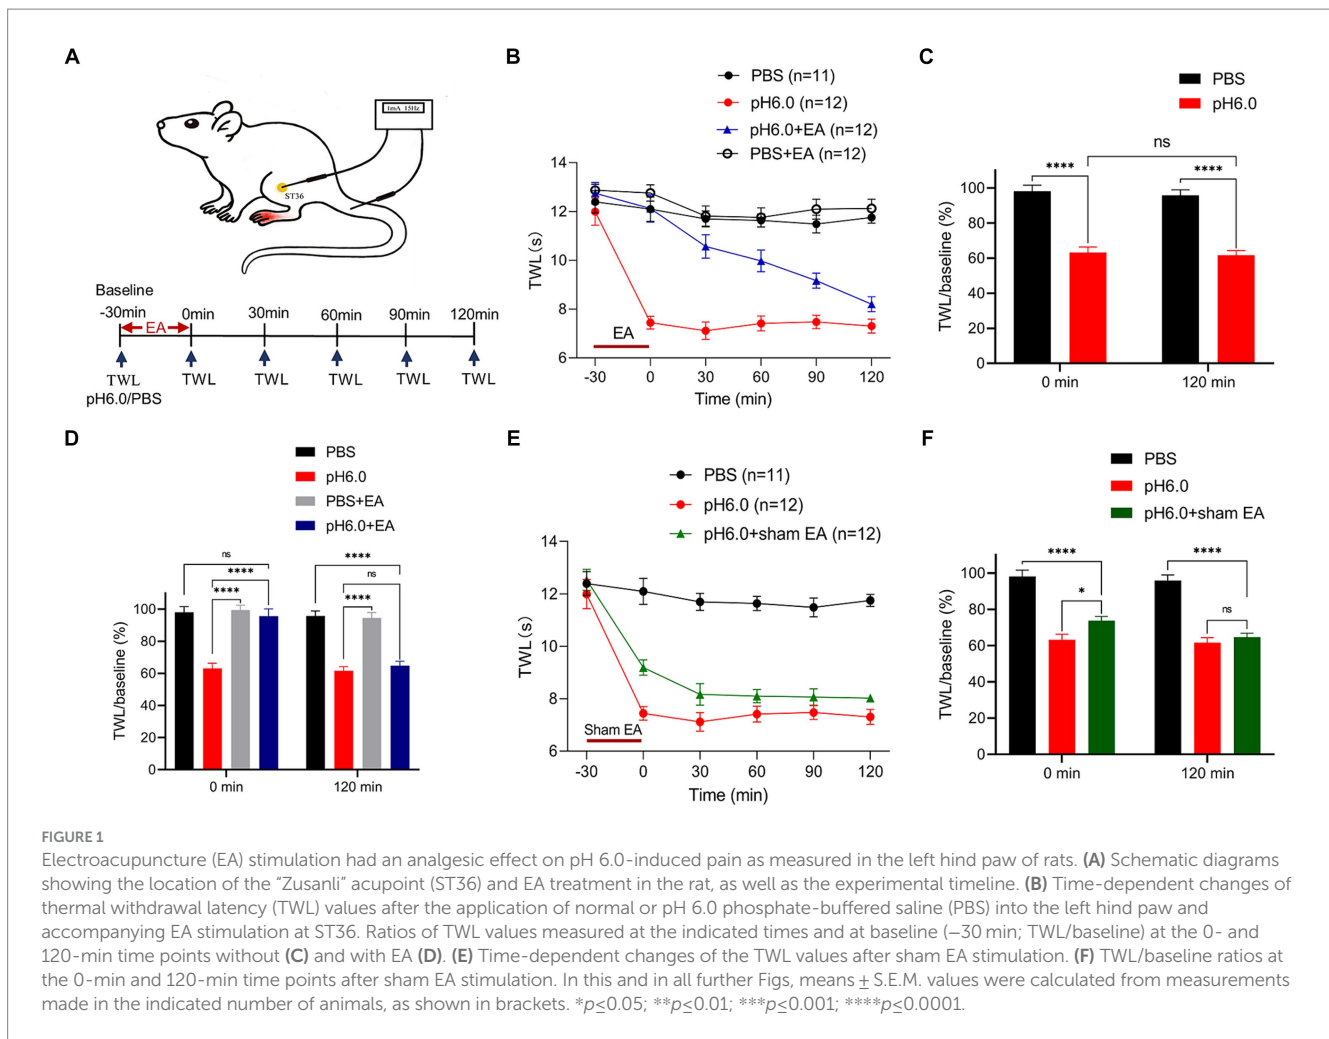 A
1mA 15Hz
ST36
Baseline
-30min 0min 30min 60min 90min 120min
EA
TWL TWL TWL TWL TWL TWL
pH6.0/PBS
B
PBS (n=11)
pH6.0 (n=12)
pH6.0+EA (n=12)
PBS+EA (n=12)
14
12
10
8
6
TWL(s)
EA
-30 0 30 60 90 120
Time (min)
C
PBS
pH6.0
ns
**** ****
100
80
60
40
20
0
TWL/baseline (%)
0 min 120 min
D
PBS
pH6.0
PBS+EA
pH6.0+EA
ns ****
**** ns
**** ****
100
80
60
40
20
0
TWL/baseline (%)
0 min 120 min
E
PBS (n=11)
pH6.0 (n=12)
pH6.0+sham EA (n=12)
14
12
10
8
6
TWL(s)
Sham EA
-30 0 30 60 90 120
Time (min)
F
PBS
pH6.0
pH6.0+sham EA
**** ****
* ns
100
80
60
40
20
0
TWL/baseline (%)
0 min 120 min
FIGURE 1
Electroacupuncture (EA) stimulation had an analgesic effect on pH 6.0-induced pain as measured in the left hind paw of rats. (A) Schematic diagrams
showing the location of the "Zusanli" acupoint (ST36) and EA treatment in the rat, as well as the experimental timeline. (B) Time-dependent changes of
thermal withdrawal latency (TWL) values after the application of normal or pH 6.0 phosphate-buffered saline (PBS) into the left hind paw and
accompanying EA stimulation at ST36. Ratios of TWL values measured at the indicated times and at baseline (−30 min; TWL/baseline) at the 0- and
120-min time points without (C) and with EA (D). (E) Time-dependent changes of the TWL values after sham EA stimulation. (F) TWL/baseline ratios at
the 0-min and 120-min time points after sham EA stimulation. In this and in all further Figs, means ± S.E.M. values were calculated from measurements
made in the indicated number of animals, as shown in brackets. *p≤0.05; **p≤0.01; ***p≤0.001; ****p≤0.0001.